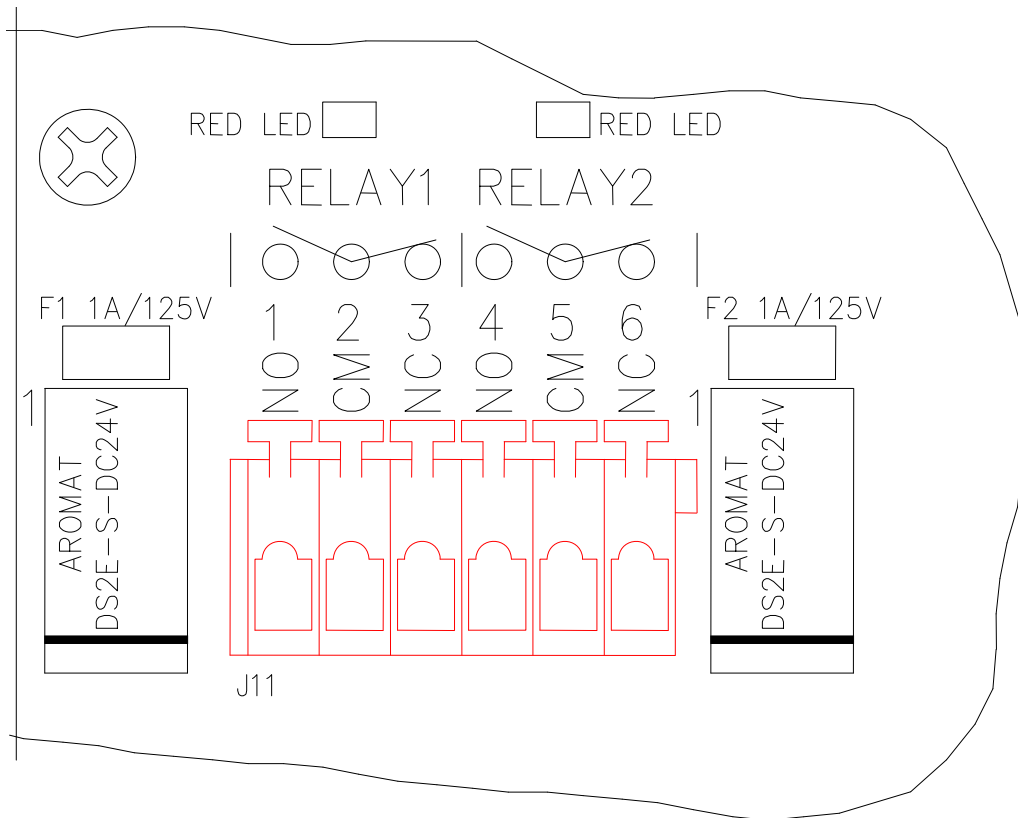 RED LED RED LED
RELAY1 RELAY2
F1 1A/125V F2 1A/125V
1 2 3 4 5 6
NO CM NC NO CM NC
1 1
AROMAT
DS2E-S-DC24V
AROMAT
DS2E-S-DC24V
J11